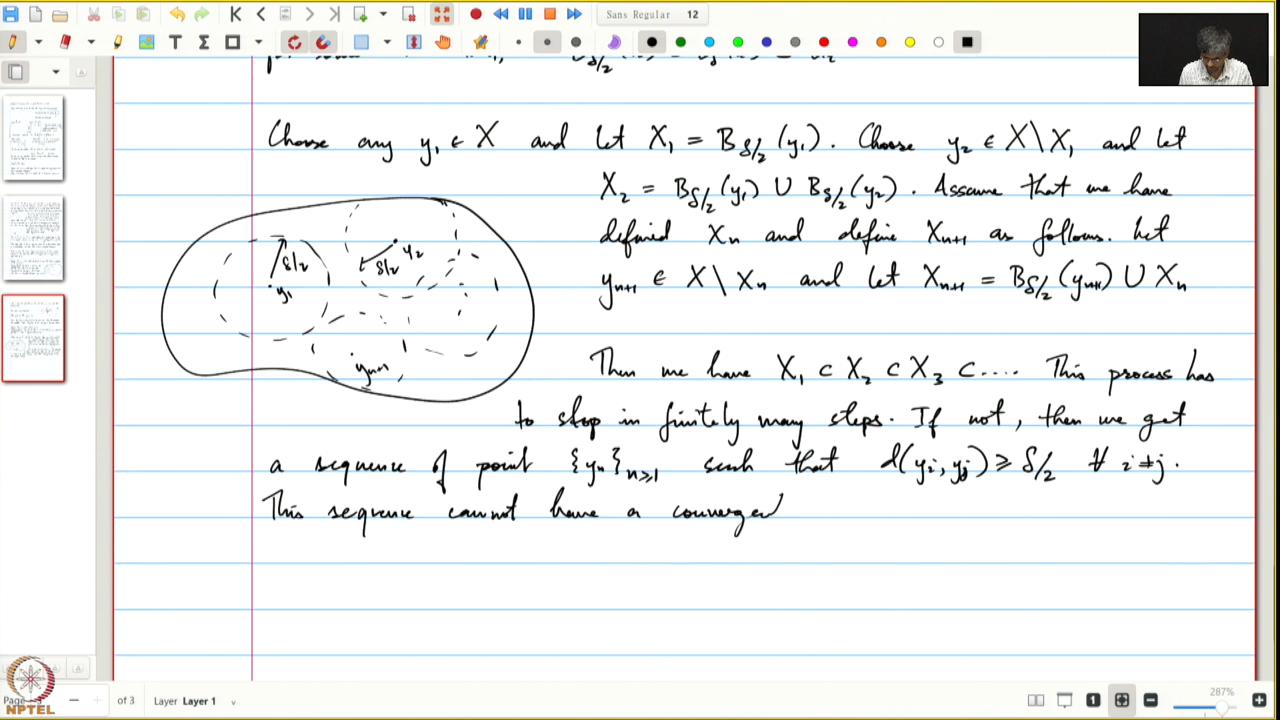 Sans Regular 12
Choose any y₁ ∈ X and let X₁ = B_{δ/2}(y₁). Choose y₂ ∈ X\X₁ and let
X₂ = B_{δ/2}(y₁) ∪ B_{δ/2}(y₂). Assume that we have
defined Xₙ and define Xₙ₊₁ as follows. Let
yₙ₊₁ ∈ X \ Xₙ and let Xₙ₊₁ = B_{δ/2}(yₙ₊₁) ∪ Xₙ
δ/2
y₁
δ/2
y₂
yₙ₊₁
Then we have X₁ ⊂ X₂ ⊂ X₃ ⊂ .... This process has
to stop in finitely many steps. If not, then we get
a sequence of point {yₙ}_{n≥1} such that d(yᵢ, yⱼ) ≥ δ/2 ∀ i ≠ j.
This sequence cannot have a convergen
NPTEL
Page
of 3
Layer Layer 1
287%